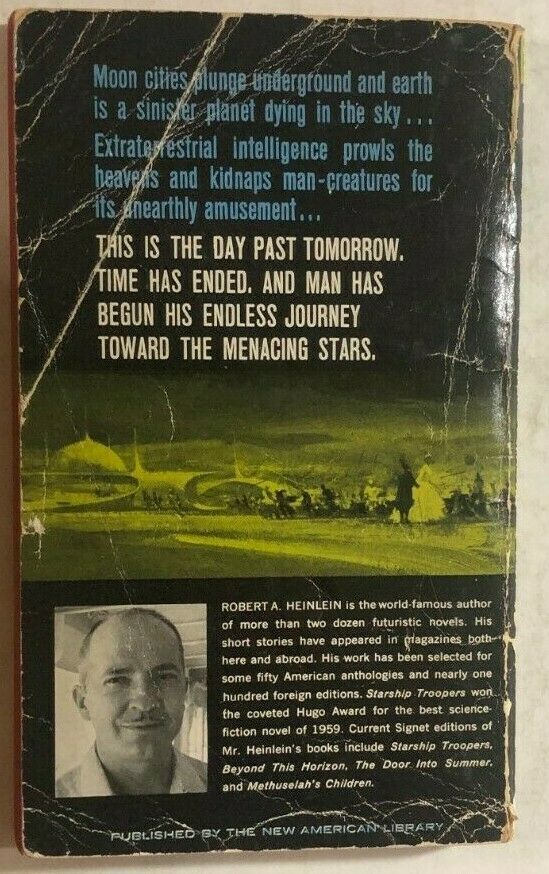 Moon cities plunge underground and earth
is a sinister planet dying in the sky...
Extraterrestrial intelligence prowls the
heavens and kidnaps man-creatures for
its unearthly amusement...
THIS IS THE DAY PAST TOMORROW.
TIME HAS ENDED. AND MAN HAS
BEGUN HIS ENDLESS JOURNEY
TOWARD THE MENACING STARS.
ROBERT A. HEINLEIN is the world-famous author
of more than two dozen futuristic novels. His
short stories have appeared in magazines both
here and abroad. His work has been selected for
some fifty American anthologies and nearly one
hundred foreign editions. Starship Troopers won
the coveted Hugo Award for the best science-
fiction novel of 1959. Current Signet editions of
Mr. Heinlein's books include Starship Troopers,
Beyond This Horizon, The Door Into Summer,
and Methuselah's Children.
PUBLISHED BY THE NEW AMERICAN LIBRARY